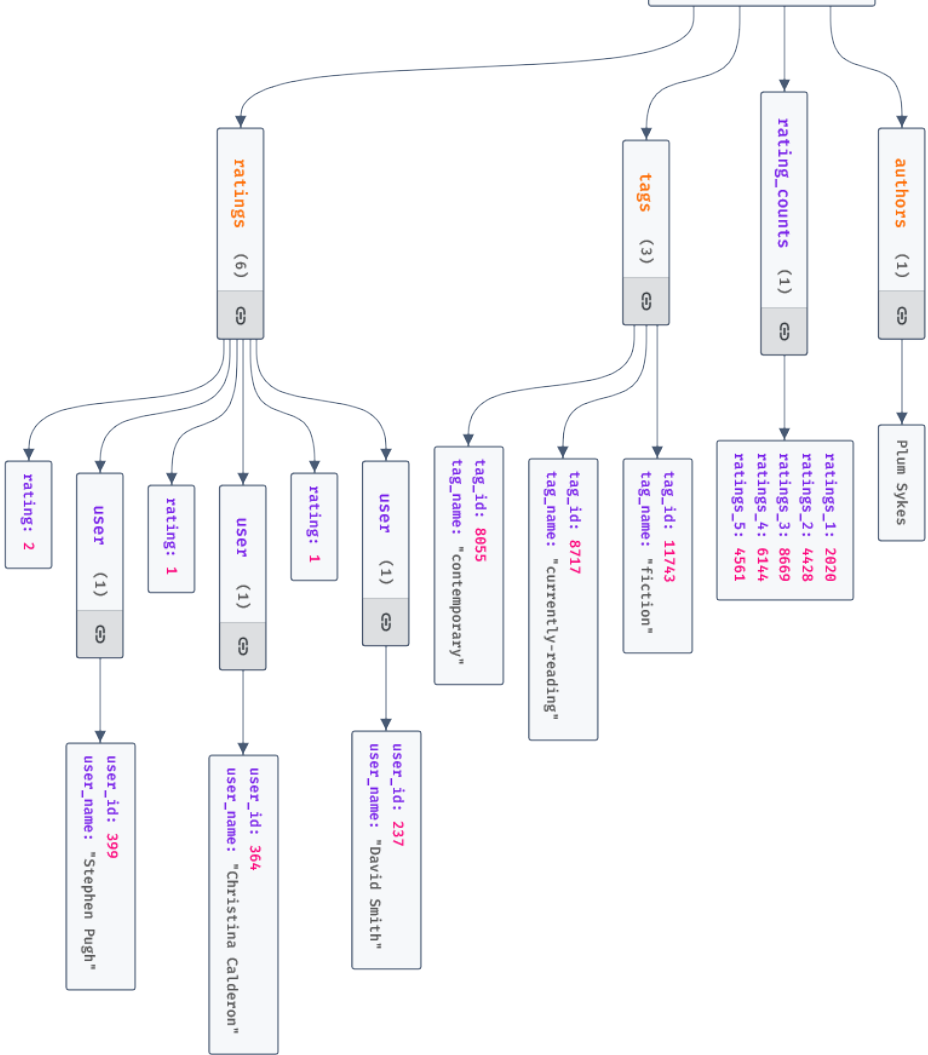 authors (1)
Plum Sykes
rating_counts (1)
ratings_1: 2020
ratings_2: 4428
ratings_3: 8669
ratings_4: 6144
ratings_5: 4561
tags (3)
tag_id: 11743
tag_name: "fiction"
tag_id: 8717
tag_name: "currently-reading"
tag_id: 8055
tag_name: "contemporary"
ratings (6)
user (1)
user_id: 237
user_name: "David Smith"
rating: 1
user (1)
user_id: 364
user_name: "Christina Calderon"
rating: 1
user (1)
user_id: 399
user_name: "Stephen Pugh"
rating: 2